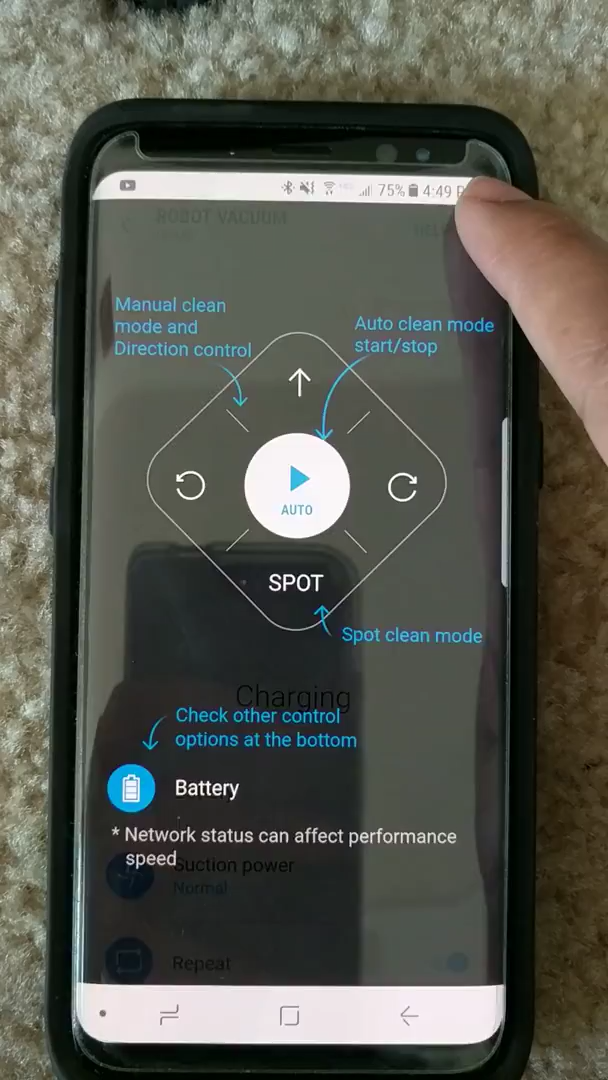 75% 4:49 P
ROBOT VACUUM
HEL
Manual clean
mode and
Direction control
Auto clean mode
start/stop
AUTO
SPOT
Spot clean mode
Charging
Check other control
options at the bottom
Battery
* Network status can affect performance
speed
Suction power
Normal
Repeat